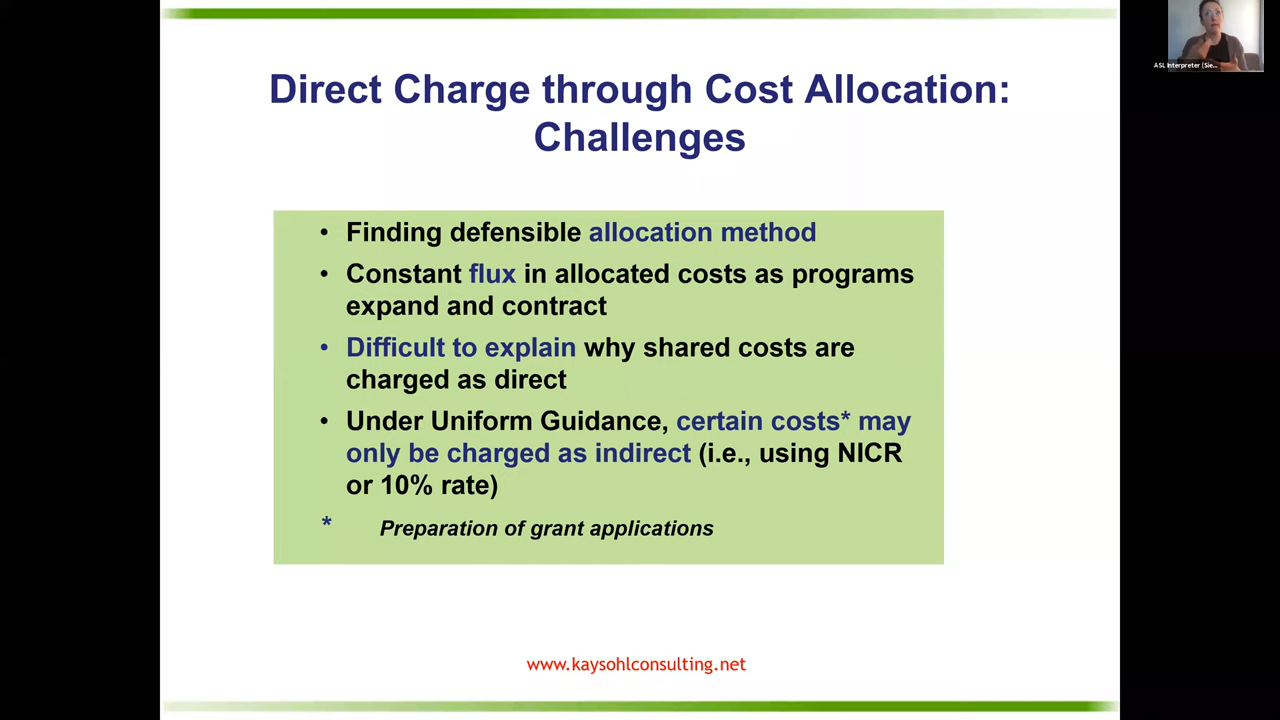 ASL Interpreter (Sie...
Direct Charge through Cost Allocation:
Challenges
• Finding defensible allocation method
• Constant flux in allocated costs as programs
expand and contract
• Difficult to explain why shared costs are
charged as direct
• Under Uniform Guidance, certain costs* may
only be charged as indirect (i.e., using NICR
or 10% rate)
* Preparation of grant applications
www.kaysohlconsulting.net